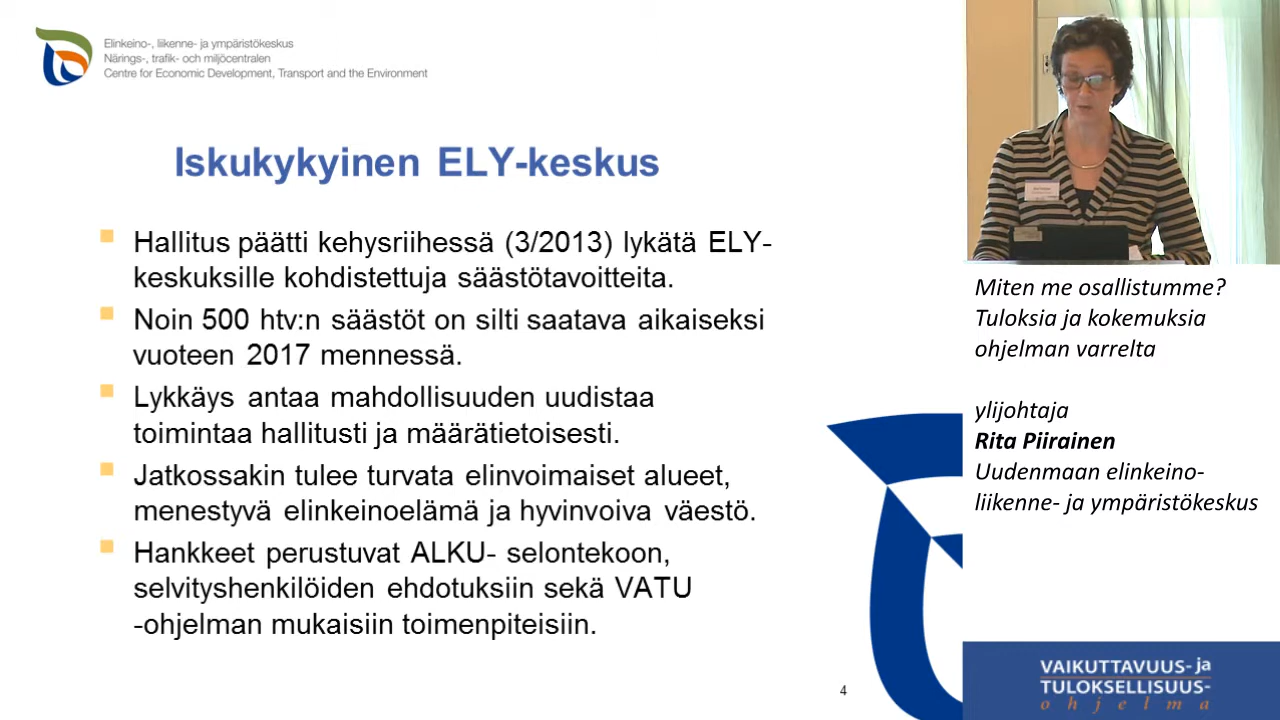 Elinkeino-, liikenne- ja ympäristökeskus
Närings-, trafik- och miljöcentralen
Centre for Economic Development, Transport and the Environment
Iskukykyinen ELY-keskus
Hallitus päätti kehysriihessä (3/2013) lykätä ELY-
keskuksille kohdistettuja säästötavoitteita.
Noin 500 htv:n säästöt on silti saatava aikaiseksi
vuoteen 2017 mennessä.
Lykkäys antaa mahdollisuuden uudistaa
toimintaa hallitusti ja määrätietoisesti.
Jatkossakin tulee turvata elinvoimaiset alueet,
menestyvä elinkeinoelämä ja hyvinvoiva väestö.
Hankkeet perustuvat ALKU- selontekoon,
selvityshenkilöiden ehdotuksiin sekä VATU
-ohjelman mukaisiin toimenpiteisiin.
4
Miten me osallistumme?
Tuloksia ja kokemuksia
ohjelman varrelta
ylijohtaja
Rita Piirainen
Uudenmaan elinkeino-
liikenne- ja ympäristökeskus
VAIKUTTAVUUS- ja
TULOKSELLISUUS-
ohjelma